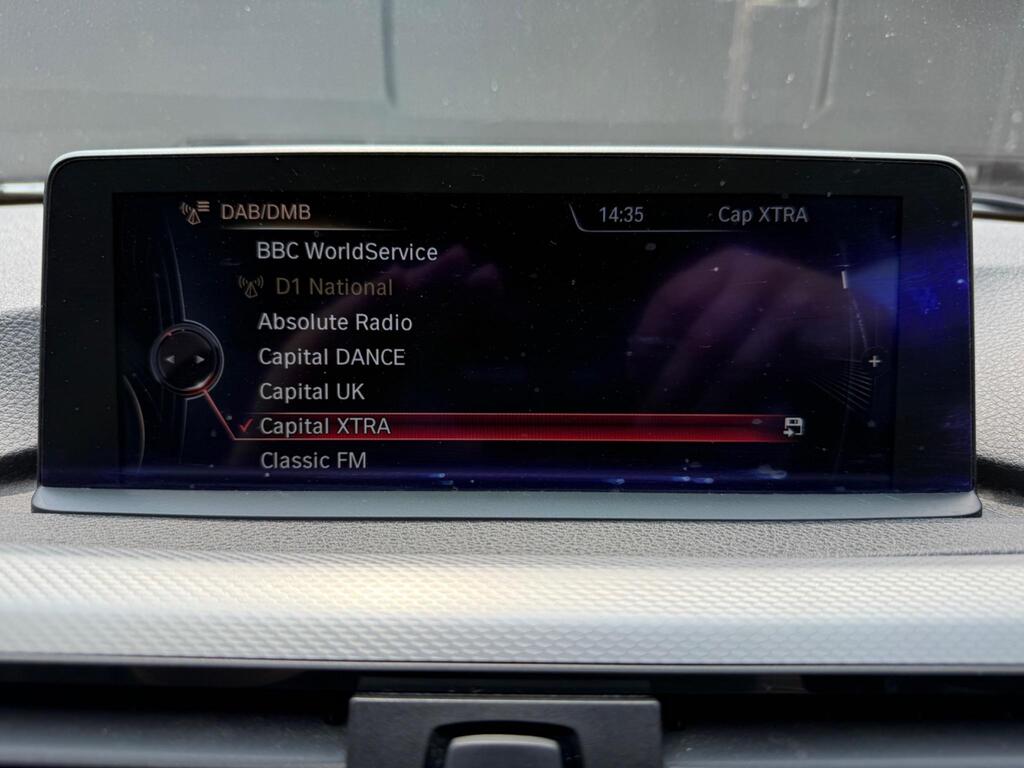 DAB/DMB 14:35 Cap XTRA
BBC WorldService
D1 National
Absolute Radio
Capital DANCE
Capital UK
Capital XTRA
Classic FM